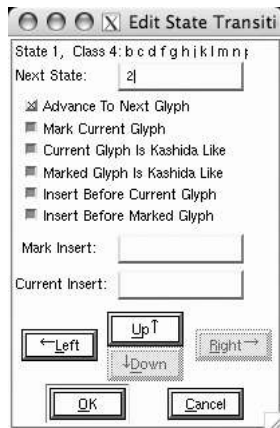 X Edit State Transiti
State 1, Class 4: b c d f g h j k l m n p
Next State: 2
Advance To Next Glyph
Mark Current Glyph
Current Glyph Is Kashida Like
Marked Glyph Is Kashida Like
Insert Before Current Glyph
Insert Before Marked Glyph
Mark Insert:
Current Insert:
Up↑
←Left
Right→
↓Down
OK Cancel